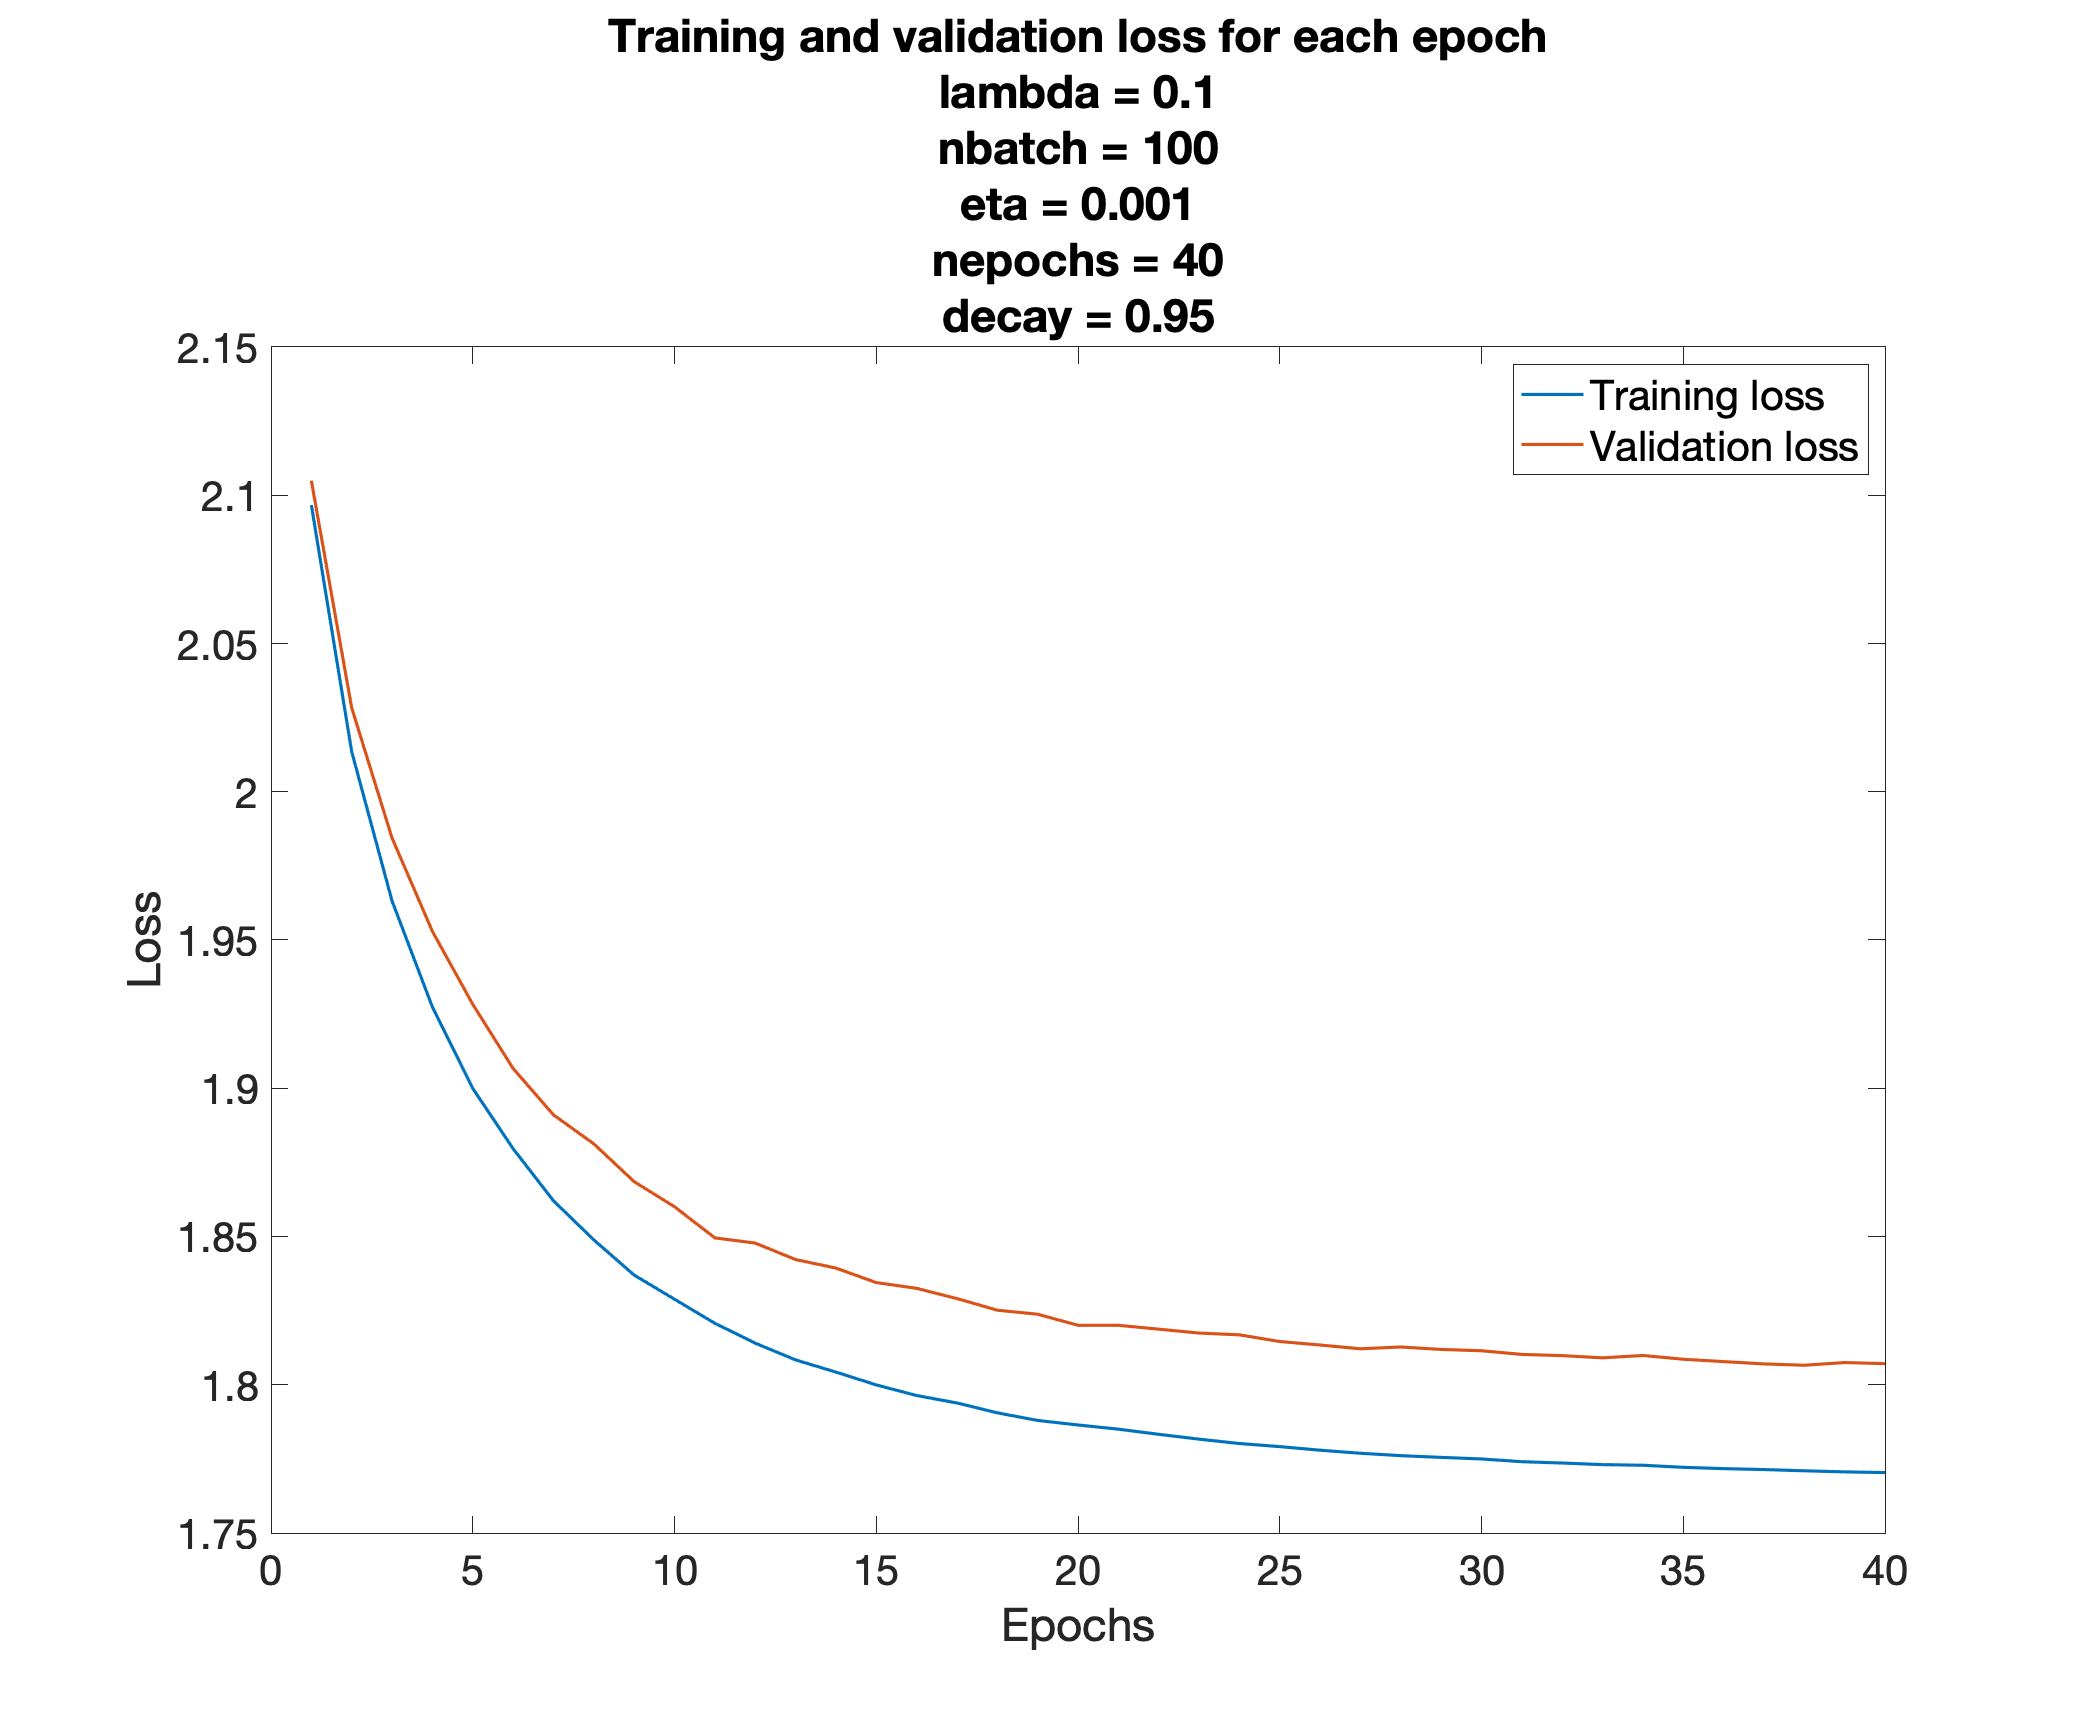 Training and validation loss for each epoch
lambda = 0.1
nbatch = 100
eta = 0.001
nepochs = 40
decay = 0.95
2.15
Training loss
Validation loss
2.1
2.05
2
1.95
Loss
1.9
1.85
1.8
1.75
0 5 10 15 20 25 30 35 40
Epochs